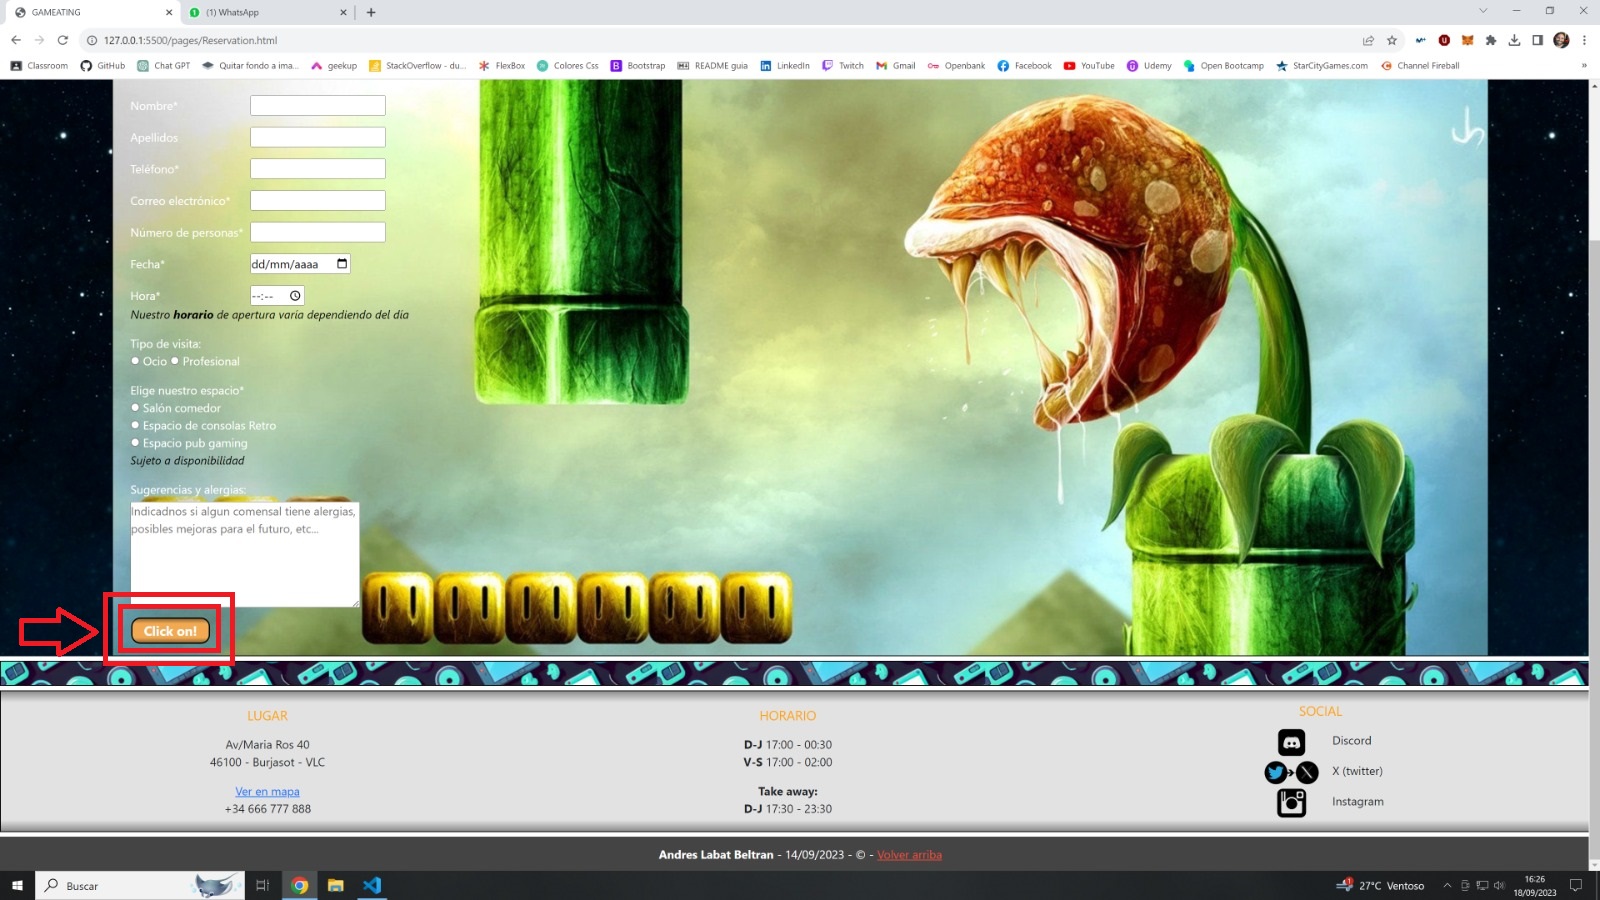 GAMEATING
(1) WhatsApp
127.0.0.1:5500/pages/Reservation.html
Classroom GitHub Chat GPT Quitar fondo a ima... geekup StackOverflow - du... FlexBox Colores Css Bootstrap README guia LinkedIn Twitch Gmail Openbank Facebook YouTube Udemy Open Bootcamp StarCityGames.com Channel Fireball »
Nombre*
Apellidos
Teléfono*
Correo electrónico*
Número de personas*
Fecha* dd/mm/aaaa
Hora* --:--
Nuestro horario de apertura varia dependiendo del dia
Tipo de visita:
Ocio Profesional
Elige nuestro espacio*
Salón comedor
Espacio de consolas Retro
Espacio pub gaming
Sujeto a disponibilidad
Sugerencias y alergias:
Indicadnos si algun comensal tiene alergias,
posibles mejoras para el futuro, etc...
Click on!
LUGAR
Av/Maria Ros 40
46100 - Burjasot - VLC
Ver en mapa
+34 666 777 888
HORARIO
D-J 17:00 - 00:30
V-S 17:00 - 02:00
Take away:
D-J 17:30 - 23:30
SOCIAL
Discord
X (twitter)
Instagram
Andres Labat Beltran - 14/09/2023 - © - Volver arriba
Buscar
27°C Ventoso
16:26
18/09/2023